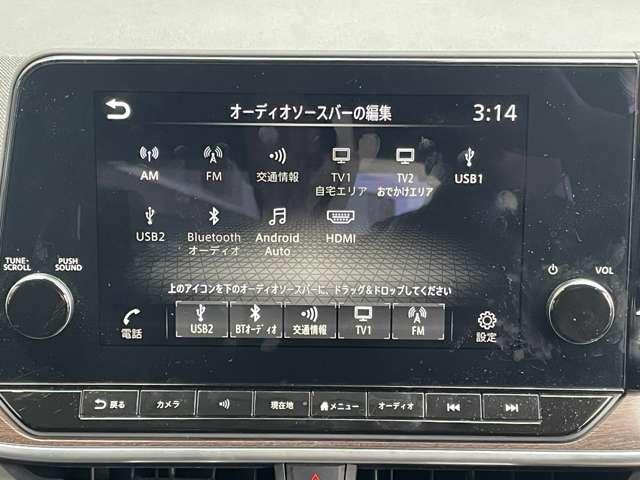 オーディオソースバーの編集
3:14
AM
FM
交通情報
TV1
自宅エリア
TV2
おでかけエリア
USB1
USB2
Bluetooth
オーディオ
Android
Auto
HDMI
TUNE-
SCROLL
PUSH
SOUND
VOL
上のアイコンを下のオーディオソースバーに、ドラッグ&ドロップしてください
電話
USB2
BTオーディオ
交通情報
TV1
FM
設定
戻る
カメラ
現在地
メニュー
オーディオ